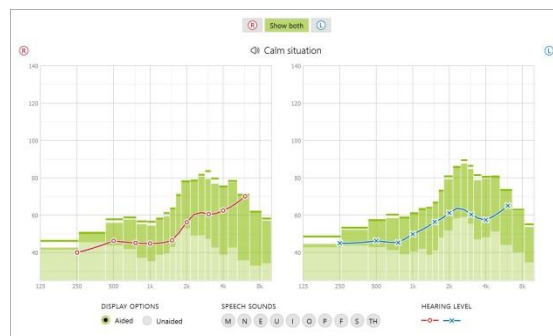 R Show both L
R Calm situation L
140 140
120 120
100 100
80 80
60 60
40 40
125 250 500 1k 2k 4k 8k 125 250 500 1k 2k 4k 8k
DISPLAY OPTIONS SPEECH SOUNDS HEARING LEVEL
Aided Unaided M N E U I O P F S TH